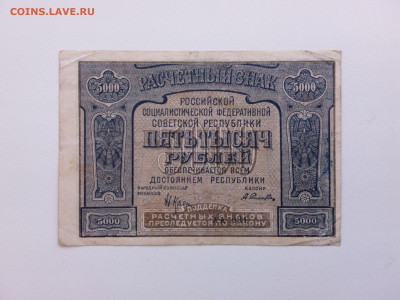 COINS.ЛАВЕ.RU
5000 РАСЧЕТНЫЙ ЗНАК 5000
РОССИЙСКОЙ
СОЦИАЛИСТИЧЕСКОЙ ФЕДЕРАТИВНОЙ
СОВЕТСКОЙ РЕСПУБЛИКИ
ПЯТЬ ТЫСЯЧ
РУБЛЕЙ
ОБЕСПЕЧИВАЕТСЯ ВСЕМ
ДОСТОЯНИЕМ РЕСПУБЛИКИ
НАРОДНЫЙ КОМИССАР
ФИНАНСОВ
КАССИР
5000 ПОДДЕЛКА 5000
РАСЧЕТНЫХ ЗНАКОВ
ПРЕСЛЕДУЕТСЯ ПО ЗАКОНУ